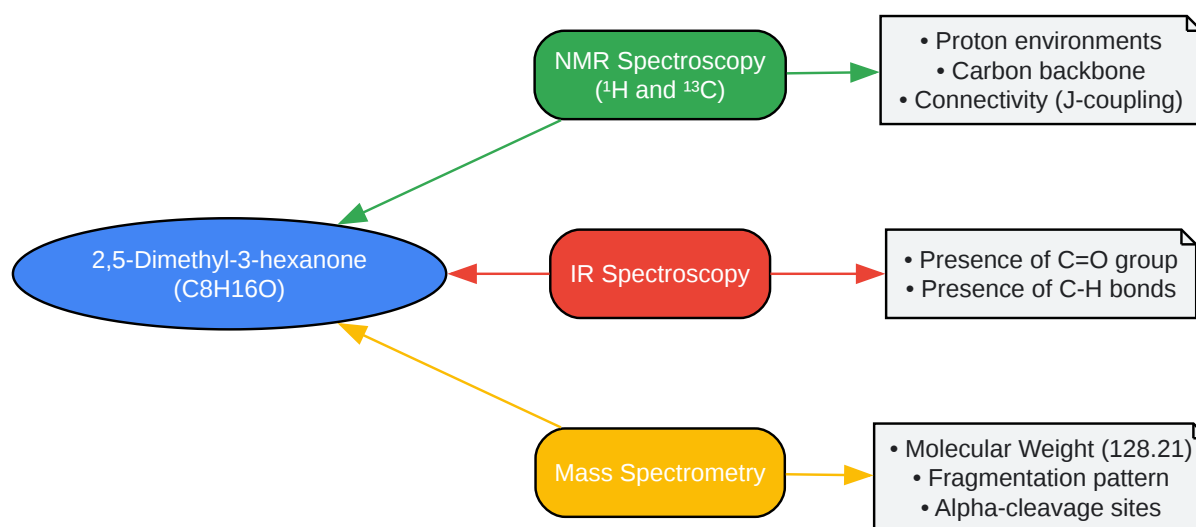 NMR Spectroscopy
(¹H and ¹³C)
• Proton environments
• Carbon backbone
• Connectivity (J-coupling)
2,5-Dimethyl-3-hexanone
(C8H16O)
IR Spectroscopy
• Presence of C=O group
• Presence of C-H bonds
Mass Spectrometry
• Molecular Weight (128.21)
• Fragmentation pattern
• Alpha-cleavage sites